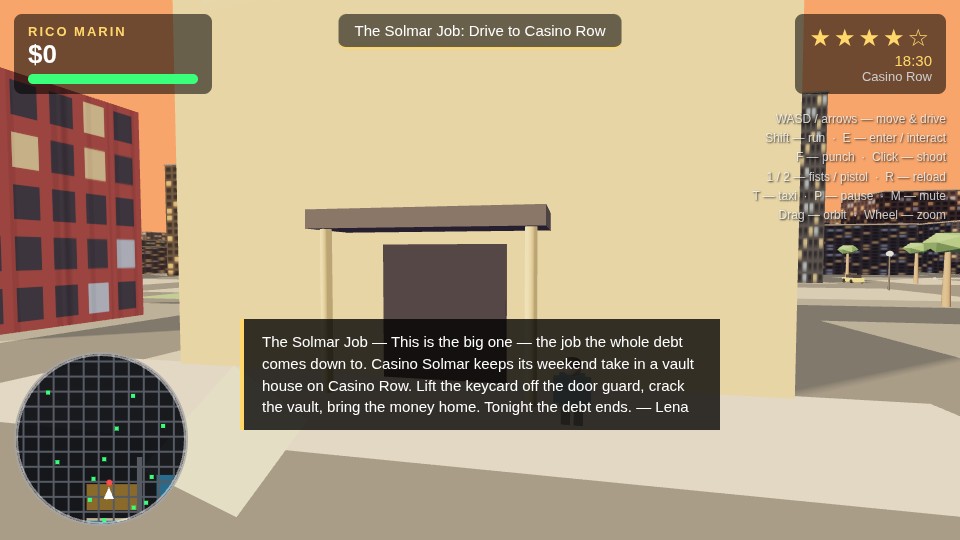 RICO MARIN
$0
The Solmar Job: Drive to Casino Row
★★★★☆
18:30
Casino Row
WASD / arrows — move & drive
Shift — run · E — enter / interact
F — punch · Click — shoot
1 / 2 — fists / pistol · R — reload
T — taxi · P — pause · M — mute
Drag — orbit · Wheel — zoom
The Solmar Job — This is the big one — the job the whole debt
comes down to. Casino Solmar keeps its weekend take in a vault
house on Casino Row. Lift the keycard off the door guard, crack
the vault, bring the money home. Tonight the debt ends. — Lena